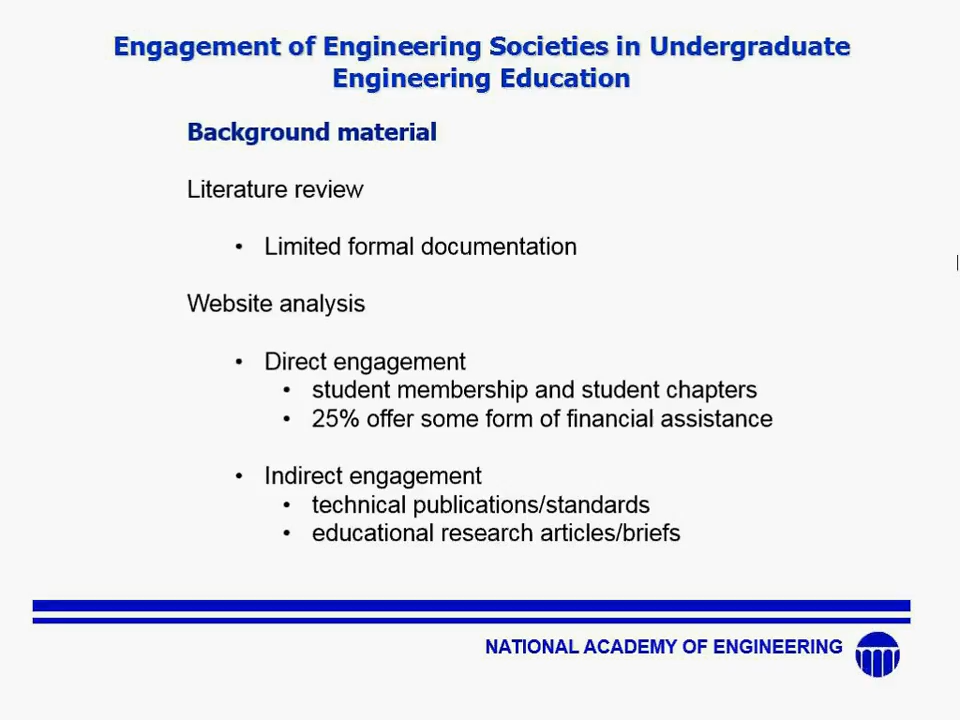 Engagement of Engineering Societies in Undergraduate
Engineering Education
Background material
Literature review
• Limited formal documentation
Website analysis
• Direct engagement
• student membership and student chapters
• 25% offer some form of financial assistance
• Indirect engagement
• technical publications/standards
• educational research articles/briefs
NATIONAL ACADEMY OF ENGINEERING